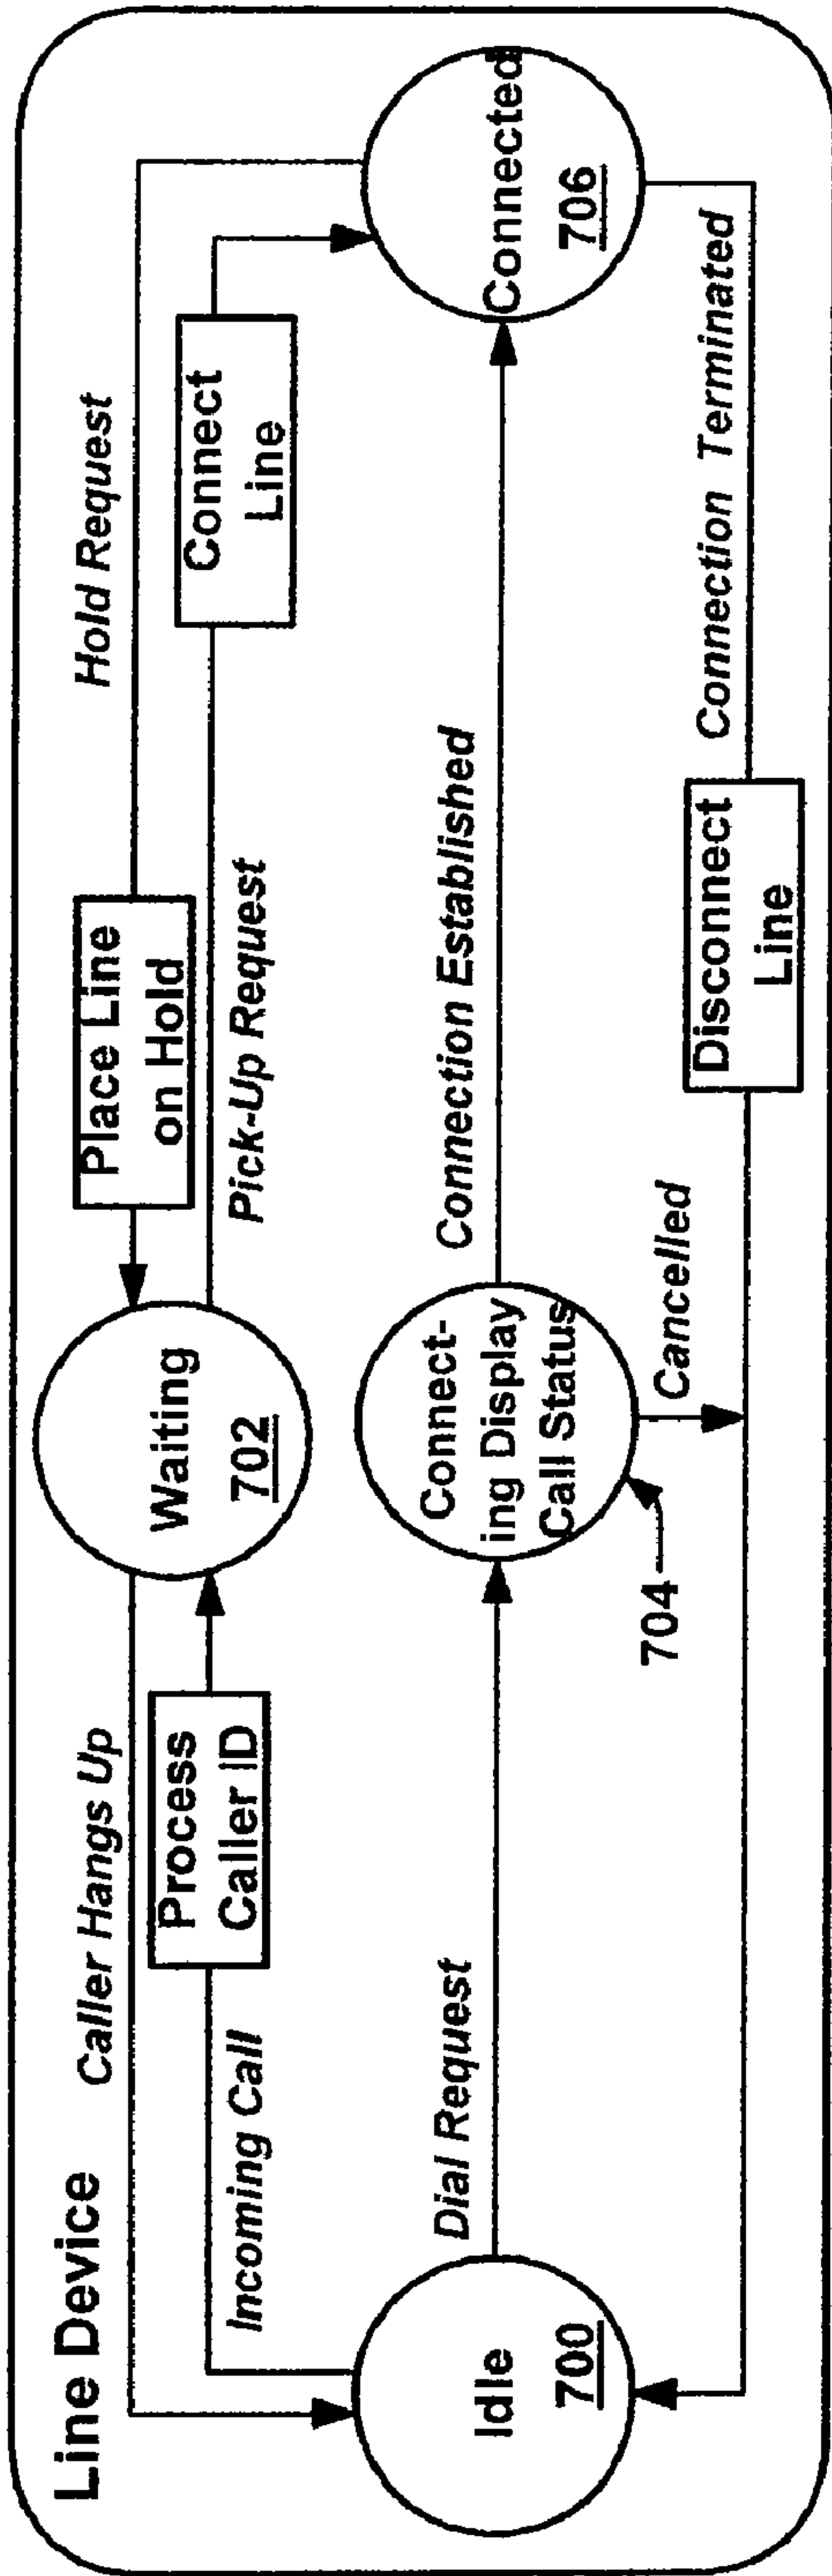 Line Device
Caller Hangs Up
Hold Request
Incoming Call
Process
Caller ID
Waiting
702
Place Line
on Hold
Pick-Up Request
Connect
Line
Idle
700
Dial Request
Connect-
ing Display
Call Status
704
Connection Established
Connected
706
Cancelled
Disconnect
Line
Connection Terminated